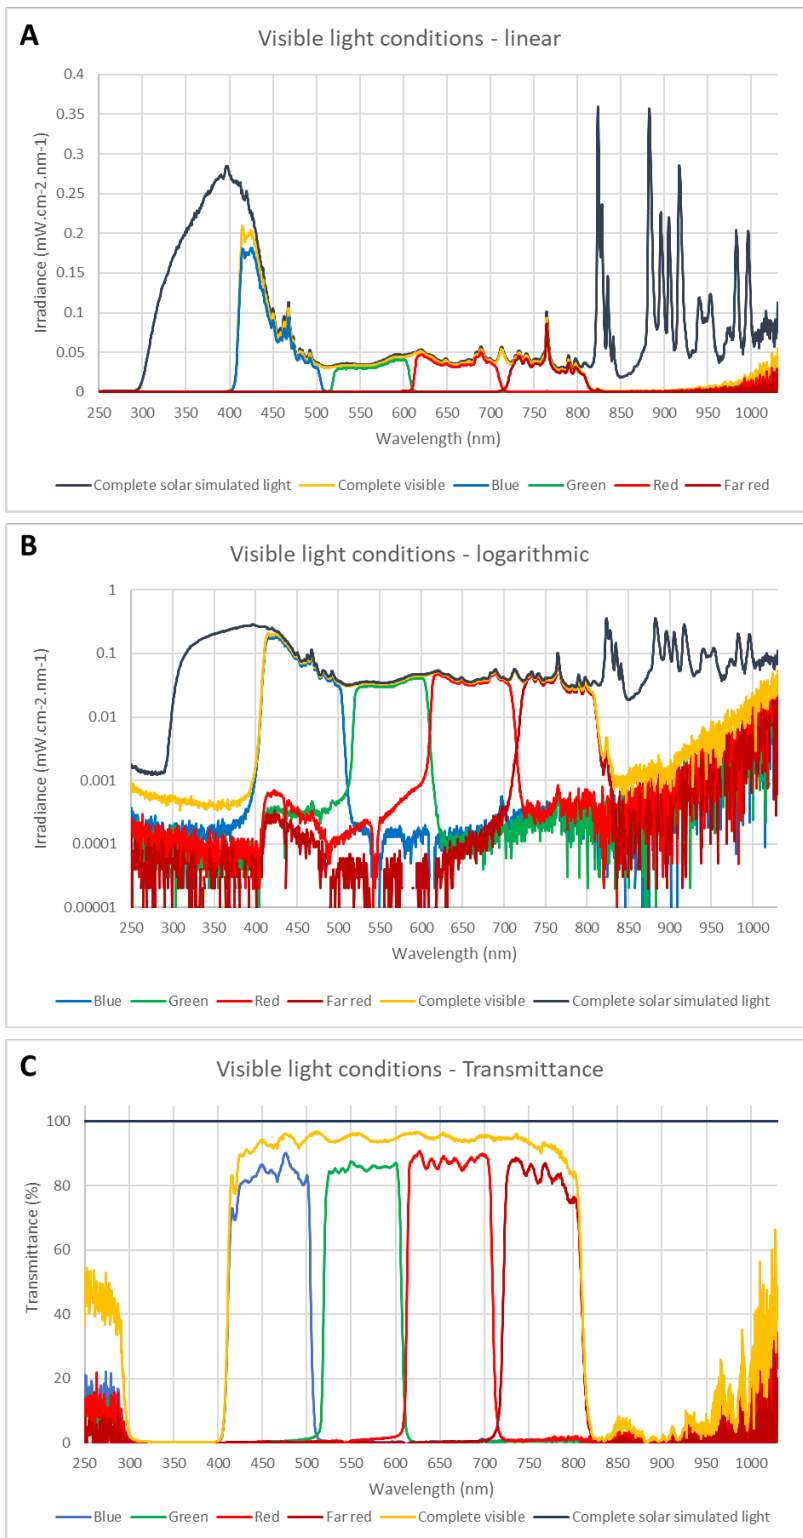 A
Visible light conditions - linear
Irradiance (mW.cm-2.nm-1)
0.4
0.35
0.3
0.25
0.2
0.15
0.1
0.05
0
250 300 350 400 450 500 550 600 650 700 750 800 850 900 950 1000
Wavelength (nm)
Complete solar simulated light Complete visible Blue Green Red Far red
B
Visible light conditions - logarithmic
Irradiance (mW.cm-2.nm-1)
1
0.1
0.01
0.001
0.0001
0.00001
250 300 350 400 450 500 550 600 650 700 750 800 850 900 950 1000
Wavelength (nm)
Blue Green Red Far red Complete visible Complete solar simulated light
C
Visible light conditions - Transmittance
Transmittance (%)
100
80
60
40
20
0
250 300 350 400 450 500 550 600 650 700 750 800 850 900 950 1000
Wavelength (nm)
Blue Green Red Far red Complete visible Complete solar simulated light